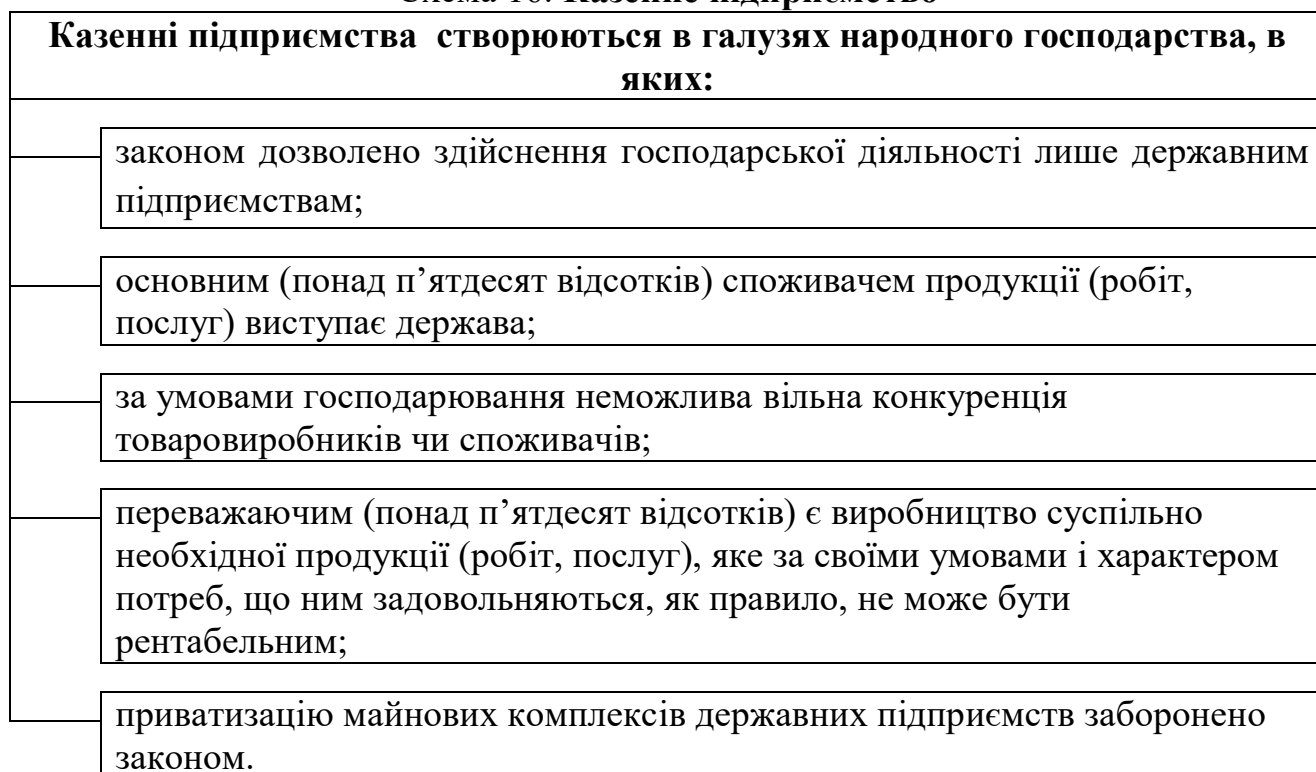 Казенні підприємства створюються в галузях народного господарства, в
яких:
законом дозволено здійснення господарської діяльності лише державним
підприємствам;
основним (понад п’ятдесят відсотків) споживачем продукції (робіт,
послуг) виступає держава;
за умовами господарювання неможлива вільна конкуренція
товаровиробників чи споживачів;
переважаючим (понад п’ятдесят відсотків) є виробництво суспільно
необхідної продукції (робіт, послуг), яке за своїми умовами і характером
потреб, що ним задовольняються, як правило, не може бути
рентабельним;
приватизацію майнових комплексів державних підприємств заборонено
законом.